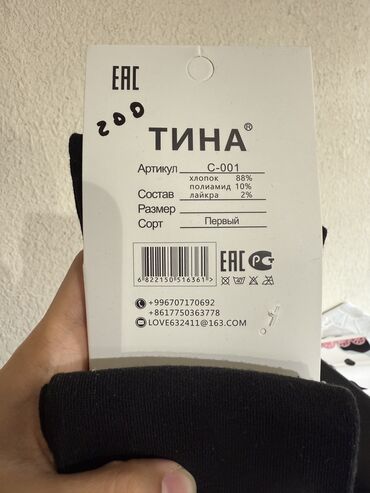 EAC
200
ТИНА®
Артикул С-001
хлопок 88%
Состав полиамид 10%
лайкра 2%
Размер
Сорт Первый
EAC РС
6 822150 516361 >
+996707170692
+8617750363778
LOVE632411@163.COM